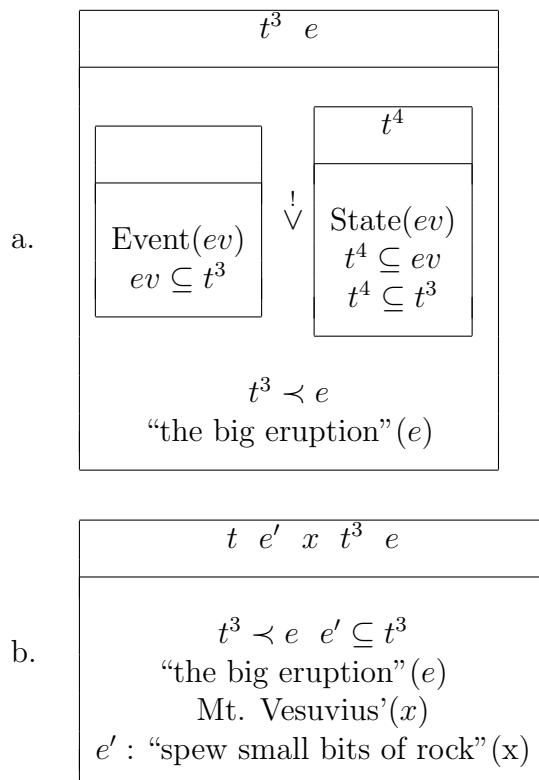 t³ e
t⁴
!
∨
Event(ev)
ev ⊆ t³
State(ev)
t⁴ ⊆ ev
t⁴ ⊆ t³
a.
t³ ≺ e
“the big eruption”(e)
t e′ x t³ e
t³ ≺ e e′ ⊆ t³
b.
“the big eruption”(e)
Mt. Vesuvius’(x)
e′ : “spew small bits of rock”(x)